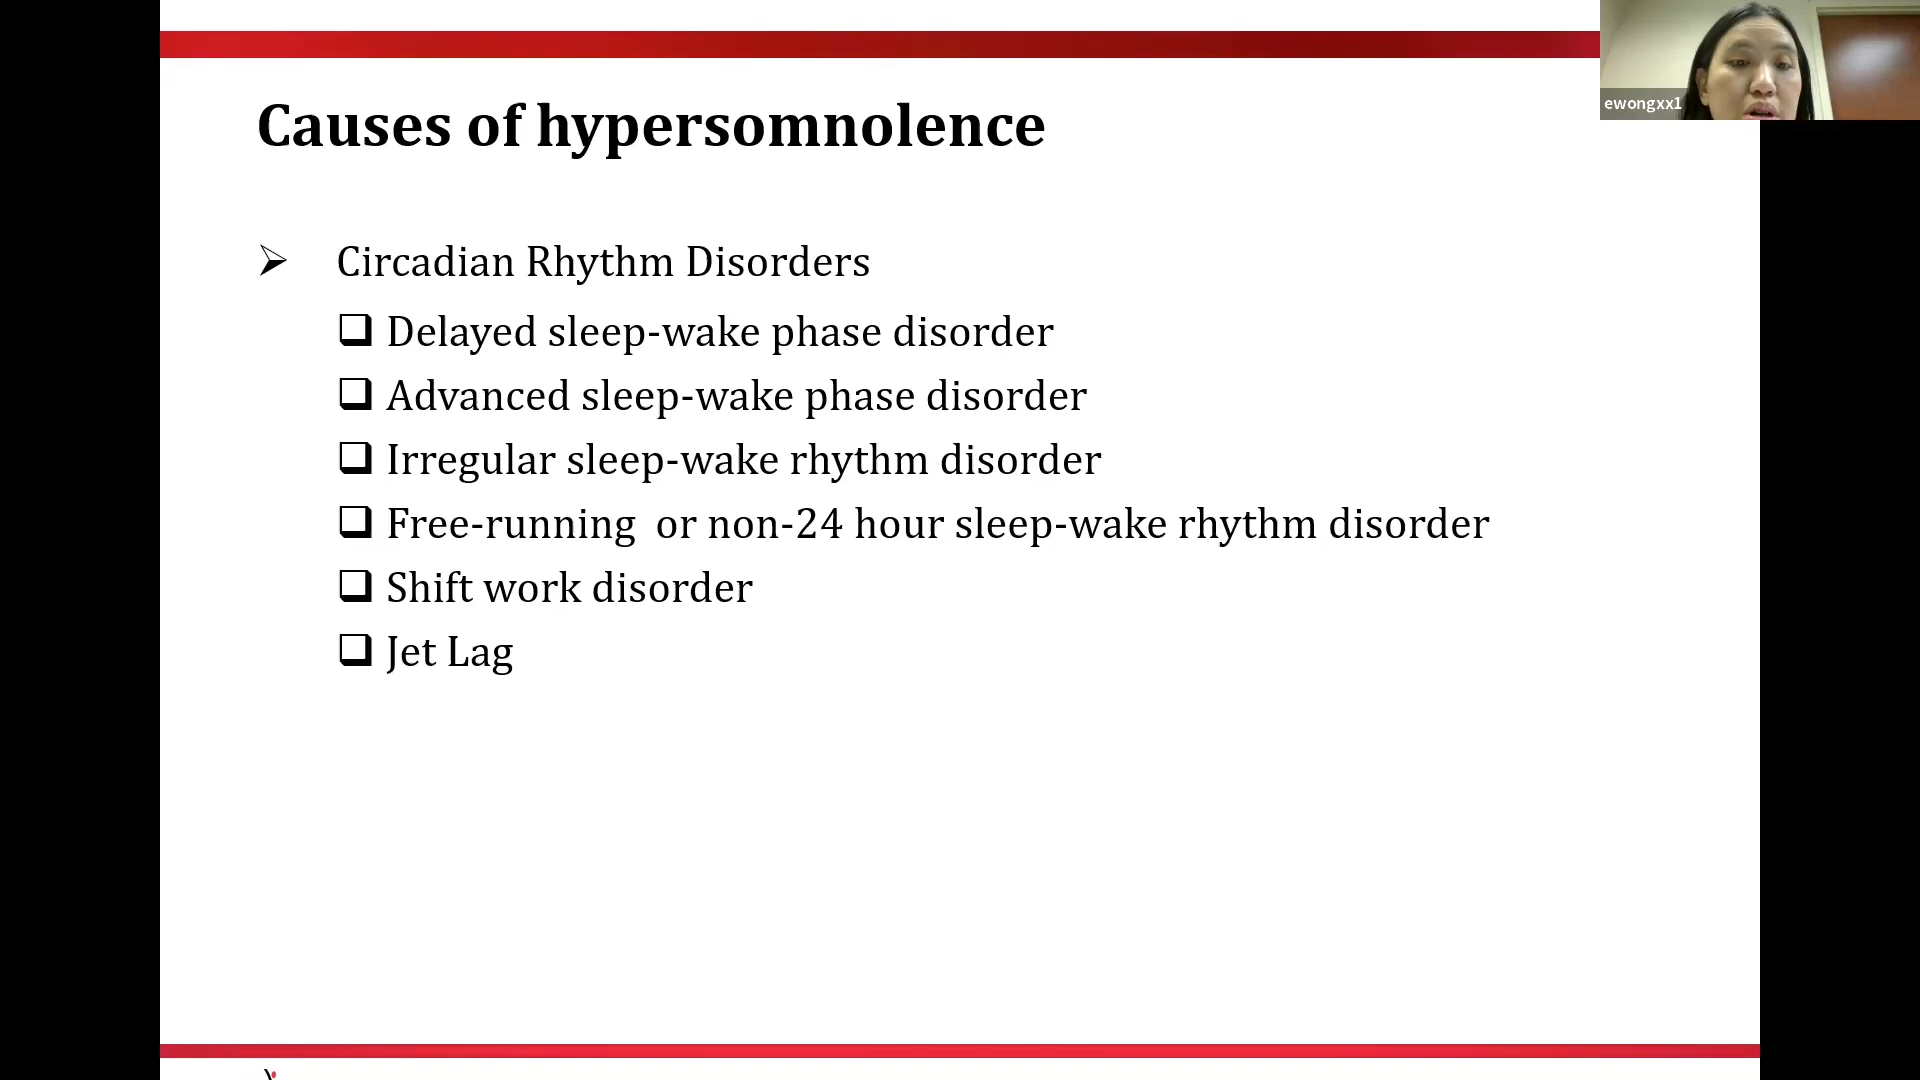 Causes of hypersomnolence
ewongxx1
Circadian Rhythm Disorders
Delayed sleep-wake phase disorder
Advanced sleep-wake phase disorder
Irregular sleep-wake rhythm disorder
Free-running  or non-24 hour sleep-wake rhythm disorder
Shift work disorder
Jet Lag